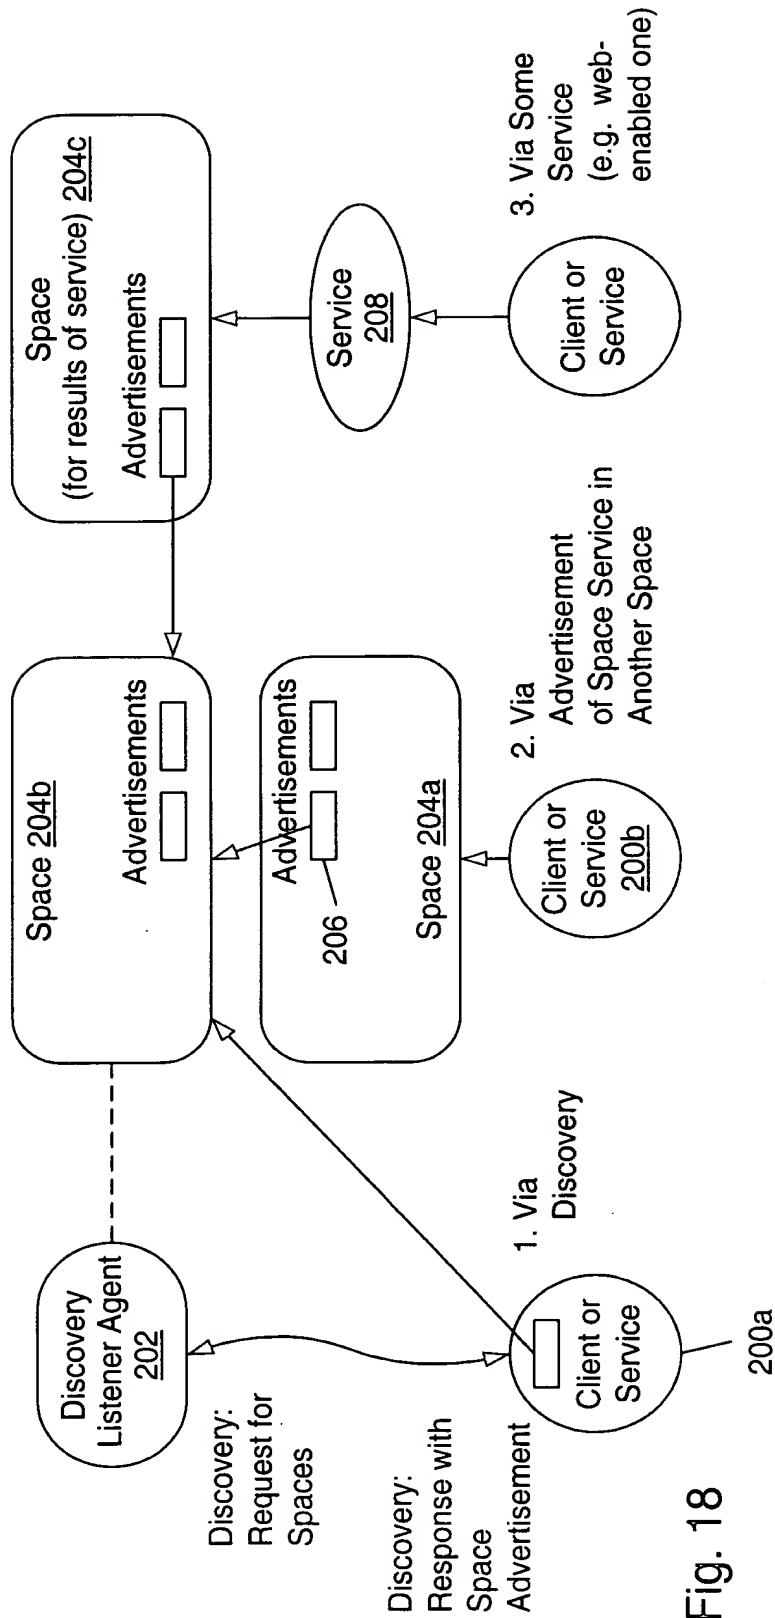 Discovery
Listener Agent
202
Discovery:
Request for
Spaces
Discovery:
Response with
Space
Advertisement
Client or
Service
200a
1. Via
Discovery
Space 204b
Advertisements
Advertisements
206
Space 204a
Client or
Service
200b
2. Via
Advertisement
of Space Service in
Another Space
Space
(for results of service) 204c
Advertisements
Service
208
Client or
Service
3. Via Some
Service
(e.g. web-
enabled one)
Fig. 18